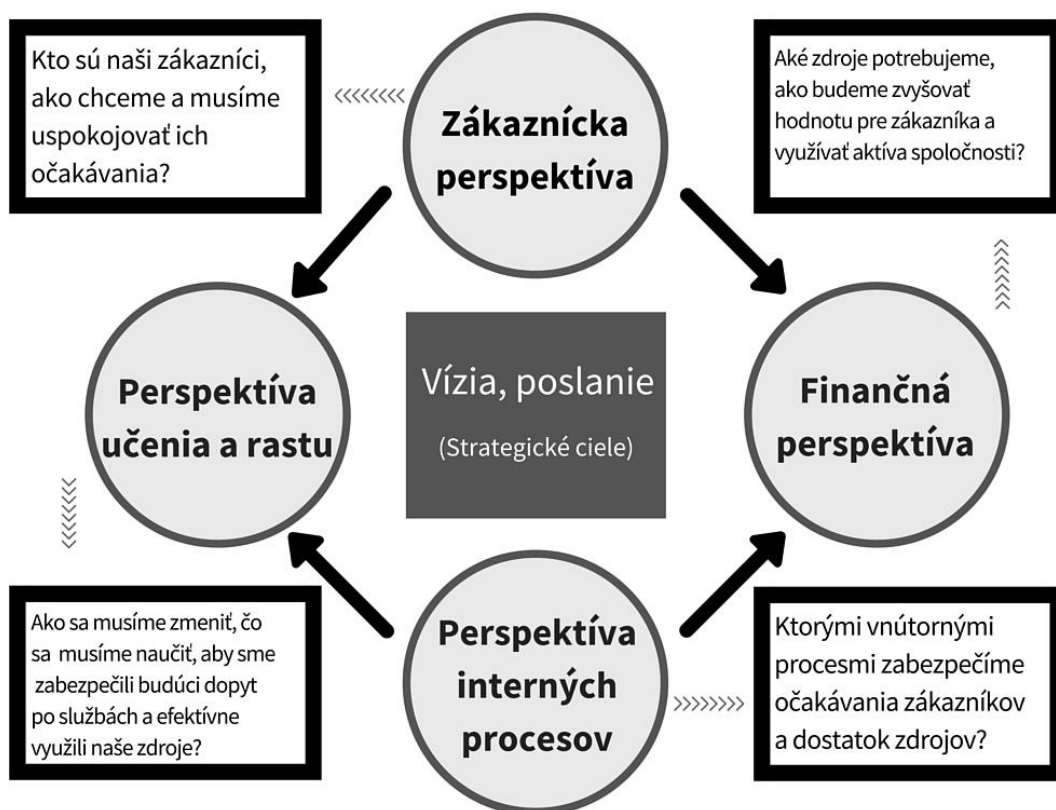 Kto sú naši zákazníci,
ako chceme a musíme
uspokojovať ich
očakávania?
Zákaznícka
perspektíva
Aké zdroje potrebujeme,
ako budeme zvyšovať
hodnotu pre zákazníka a
využívať aktíva spoločnosti?
Perspektíva
učenia a rastu
Vízia, poslanie
(Strategické ciele)
Finančná
perspektíva
Ako sa musíme zmeniť, čo
sa musíme naučiť, aby sme
zabezpečili budúci dopyt
po službách a efektívne
využili naše zdroje?
Perspektíva
interných
procesov
Ktorými vnútornými
procesmi zabezpečíme
očakávania zákazníkov
a dostatok zdrojov?